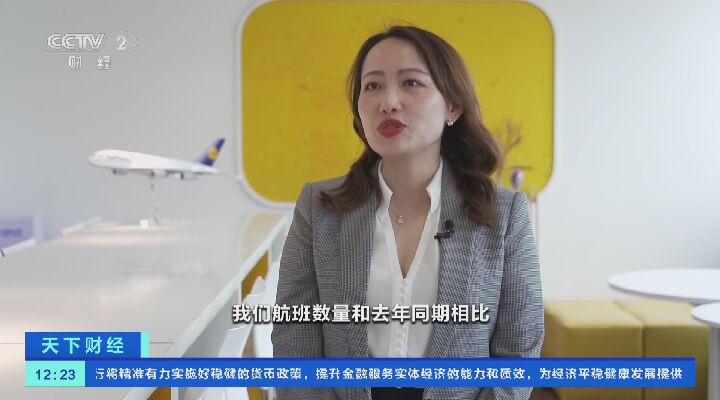 CCTV 2
财经
我们航班数量和去年同期相比
天下财经
12:23 行将精准有力实施好稳健的货币政策，提升金融服务实体经济的能力和质效，为经济平稳健康发展提供